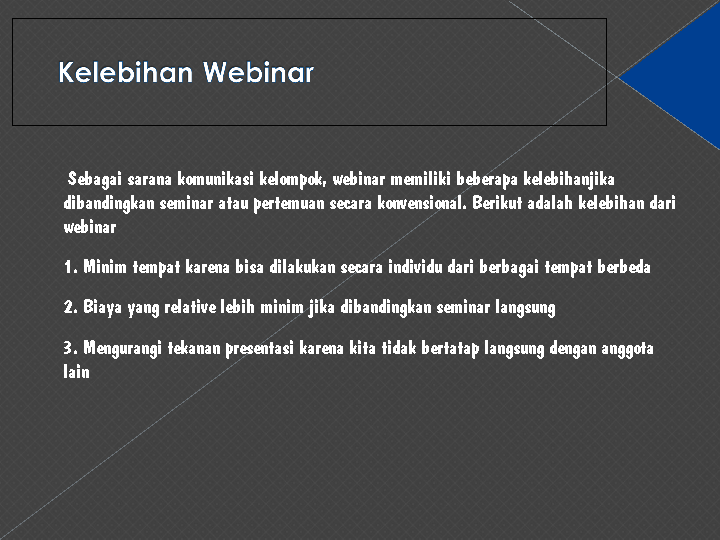 Kelebihan Webinar
Sebagai sarana komunikasi kelompok, webinar memiliki beberapa kelebihanjika
dibandingkan seminar atau pertemuan secara konvensional. Berikut adalah kelebihan dari
webinar
1. Minim tempat karena bisa dilakukan secara individu dari berbagai tempat berbeda
2. Biaya yang relative lebih minim jika dibandingkan seminar langsung
3. Mengurangi tekanan presentasi karena kita tidak bertatap langsung dengan anggota
lain